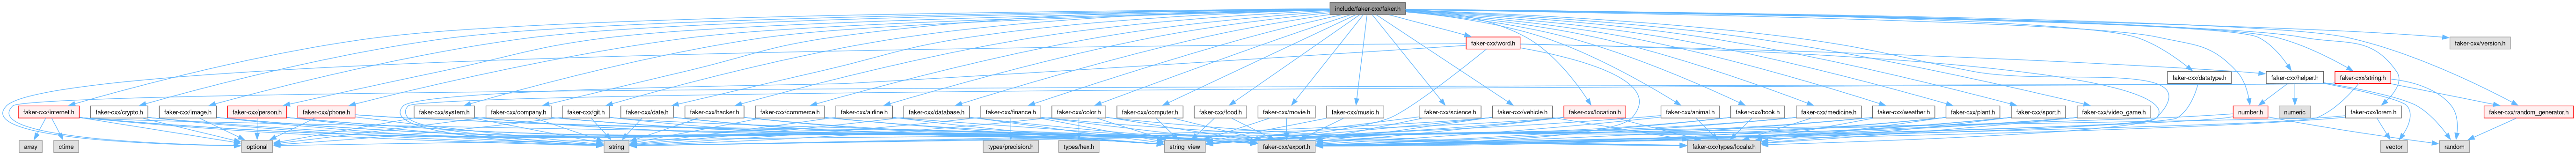 include/faker-cxx/faker.h
faker-cxx/word.h
faker-cxx/version.h
faker-cxx/datatype.h
faker-cxx/helper.h
faker-cxx/string.h
faker-cxx/internet.h
faker-cxx/crypto.h
faker-cxx/image.h
faker-cxx/person.h
faker-cxx/phone.h
faker-cxx/system.h
faker-cxx/company.h
faker-cxx/git.h
faker-cxx/date.h
faker-cxx/hacker.h
faker-cxx/commerce.h
faker-cxx/airline.h
faker-cxx/database.h
faker-cxx/finance.h
faker-cxx/color.h
faker-cxx/computer.h
faker-cxx/food.h
faker-cxx/movie.h
faker-cxx/music.h
faker-cxx/science.h
faker-cxx/vehicle.h
faker-cxx/location.h
faker-cxx/animal.h
faker-cxx/book.h
faker-cxx/medicine.h
faker-cxx/weather.h
faker-cxx/plant.h
faker-cxx/sport.h
faker-cxx/video_game.h
number.h
numeric
faker-cxx/lorem.h
faker-cxx/random_generator.h
array
ctime
optional
string
types/precision.h
types/hex.h
string_view
faker-cxx/export.h
faker-cxx/types/locale.h
vector
random